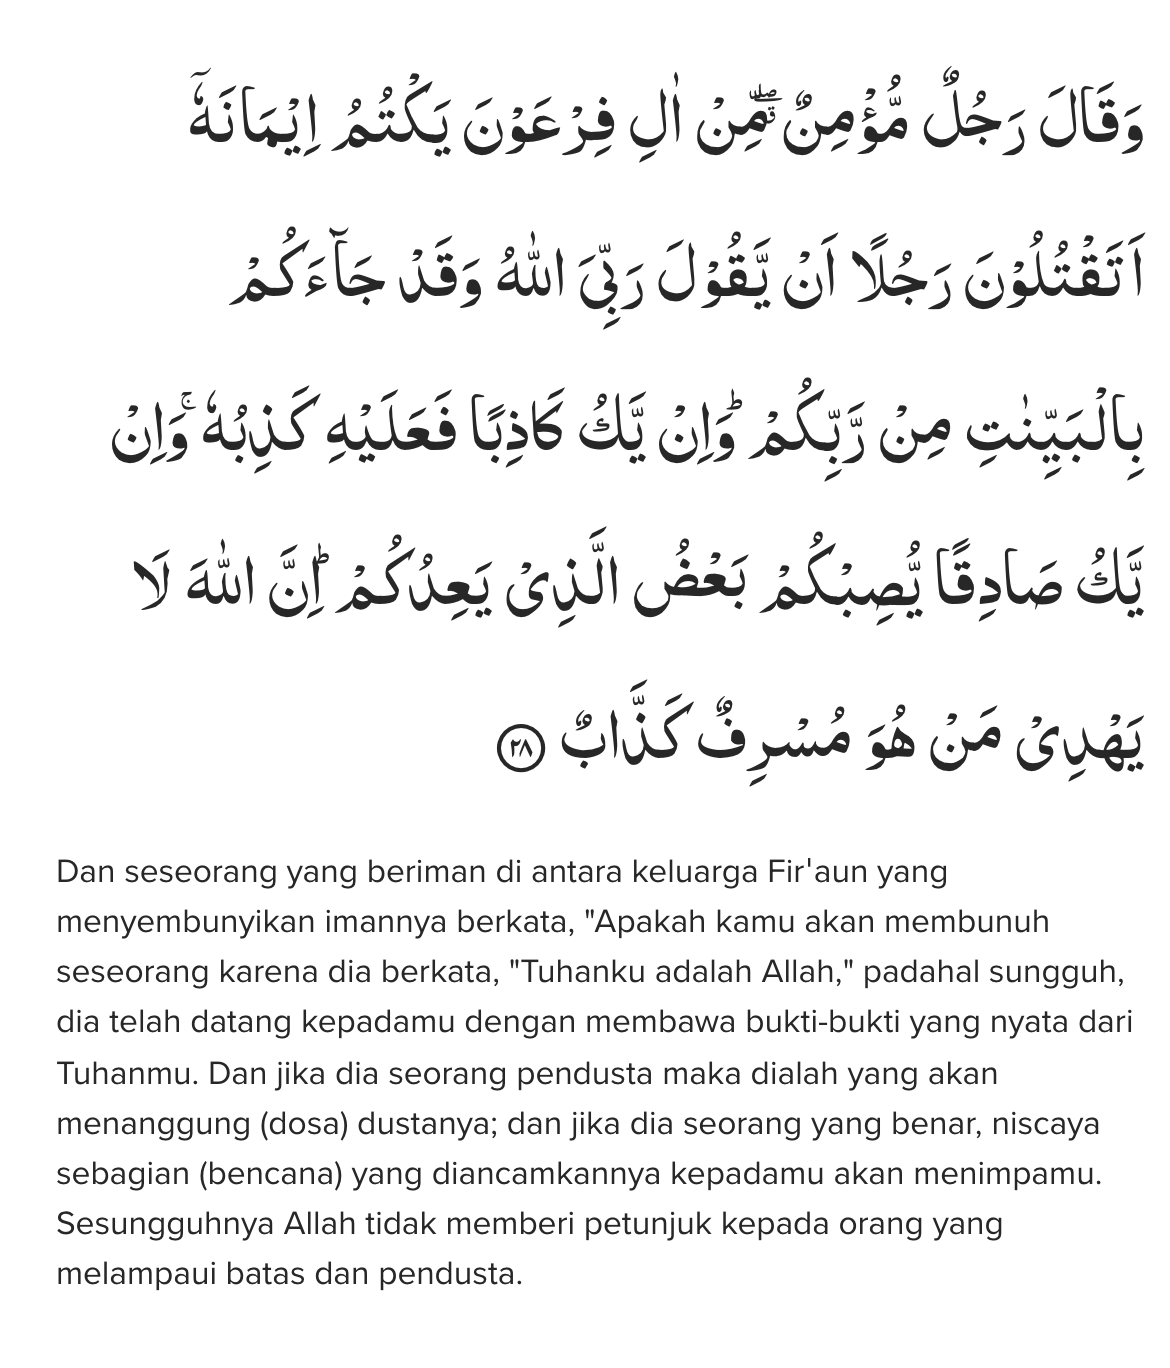 وَقَالَ رَجُلٌ مُّؤْمِنٌ ۖمِّنْ اٰلِ فِرْعَوْنَ يَكْتُمُ اِيْمَانَهٗٓ
اَتَقْتُلُوْنَ رَجُلًا اَنْ يَّقُوْلَ رَبِّيَ اللّٰهُ وَقَدْ جَاۤءَكُمْ
بِالْبَيِّنٰتِ مِنْ رَّبِّكُمْ ۗوَاِنْ يَّكُ كَاذِبًا فَعَلَيْهِ كَذِبُهٗ ۚوَاِنْ
يَّكُ صَادِقًا يُّصِبْكُمْ بَعْضُ الَّذِيْ يَعِدُكُمْ ۗاِنَّ اللّٰهَ لَا
يَهْدِيْ مَنْ هُوَ مُسْرِفٌ كَذَّابٌ ٢٨
Dan seseorang yang beriman di antara keluarga Fir'aun yang
menyembunyikan imannya berkata, "Apakah kamu akan membunuh
seseorang karena dia berkata, "Tuhanku adalah Allah," padahal sungguh,
dia telah datang kepadamu dengan membawa bukti-bukti yang nyata dari
Tuhanmu. Dan jika dia seorang pendusta maka dialah yang akan
menanggung (dosa) dustanya; dan jika dia seorang yang benar, niscaya
sebagian (bencana) yang diancamkannya kepadamu akan menimpamu.
Sesungguhnya Allah tidak memberi petunjuk kepada orang yang
melampaui batas dan pendusta.